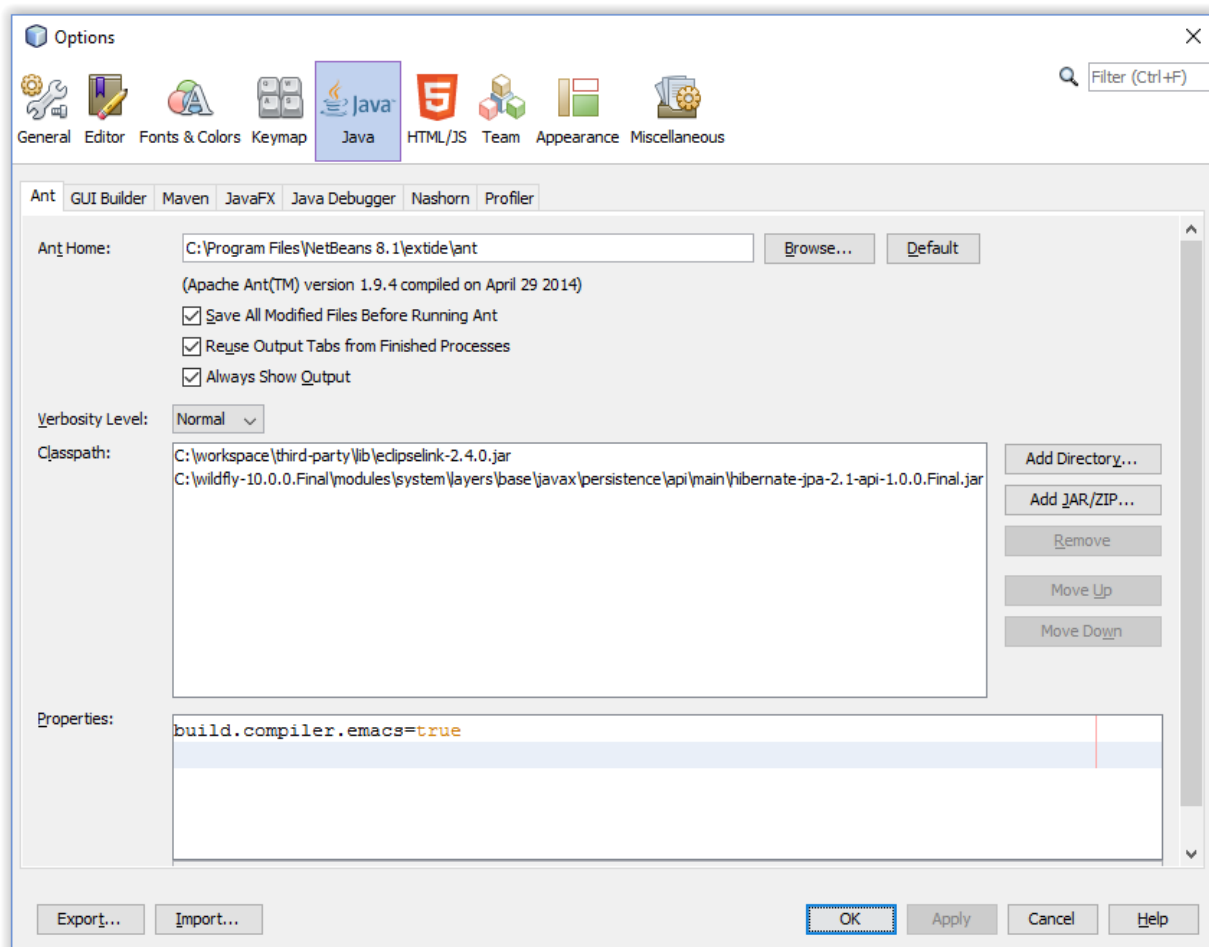 Options
Filter (Ctrl+F)
General Editor Fonts & Colors Keymap Java HTML/JS Team Appearance Miscellaneous
Ant GUI Builder Maven JavaFX Java Debugger Nashorn Profiler
Ant Home: C:\Program Files\NetBeans 8.1\extide\ant Browse... Default
(Apache Ant(TM) version 1.9.4 compiled on April 29 2014)
Save All Modified Files Before Running Ant
Reuse Output Tabs from Finished Processes
Always Show Output
Verbosity Level: Normal
Classpath: C:\workspace\third-party\lib\eclipselink-2.4.0.jar Add Directory...
C:\wildfly-10.0.0.Final\modules\system\layers\base\javax\persistence\api\main\hibernate-jpa-2.1-api-1.0.0.Final.jar
Add JAR/ZIP...
Remove
Move Up
Move Down
Properties: build.compiler.emacs=true
Export... Import... OK Apply Cancel Help